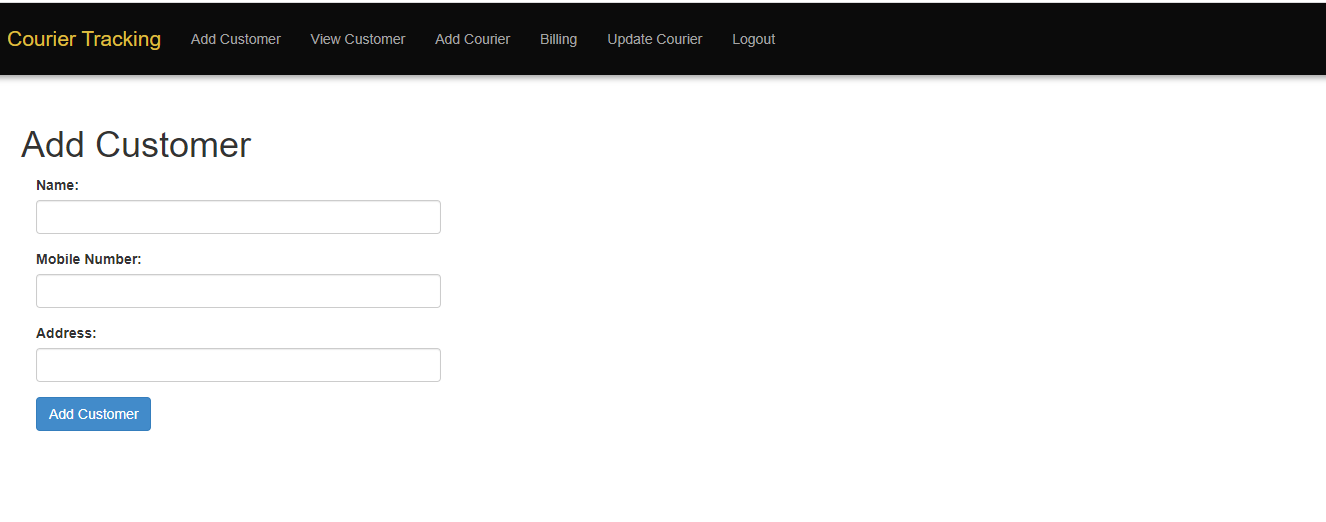 Courier Tracking Add Customer View Customer Add Courier Billing Update Courier Logout
Add Customer
Name:
Mobile Number:
Address:
Add Customer